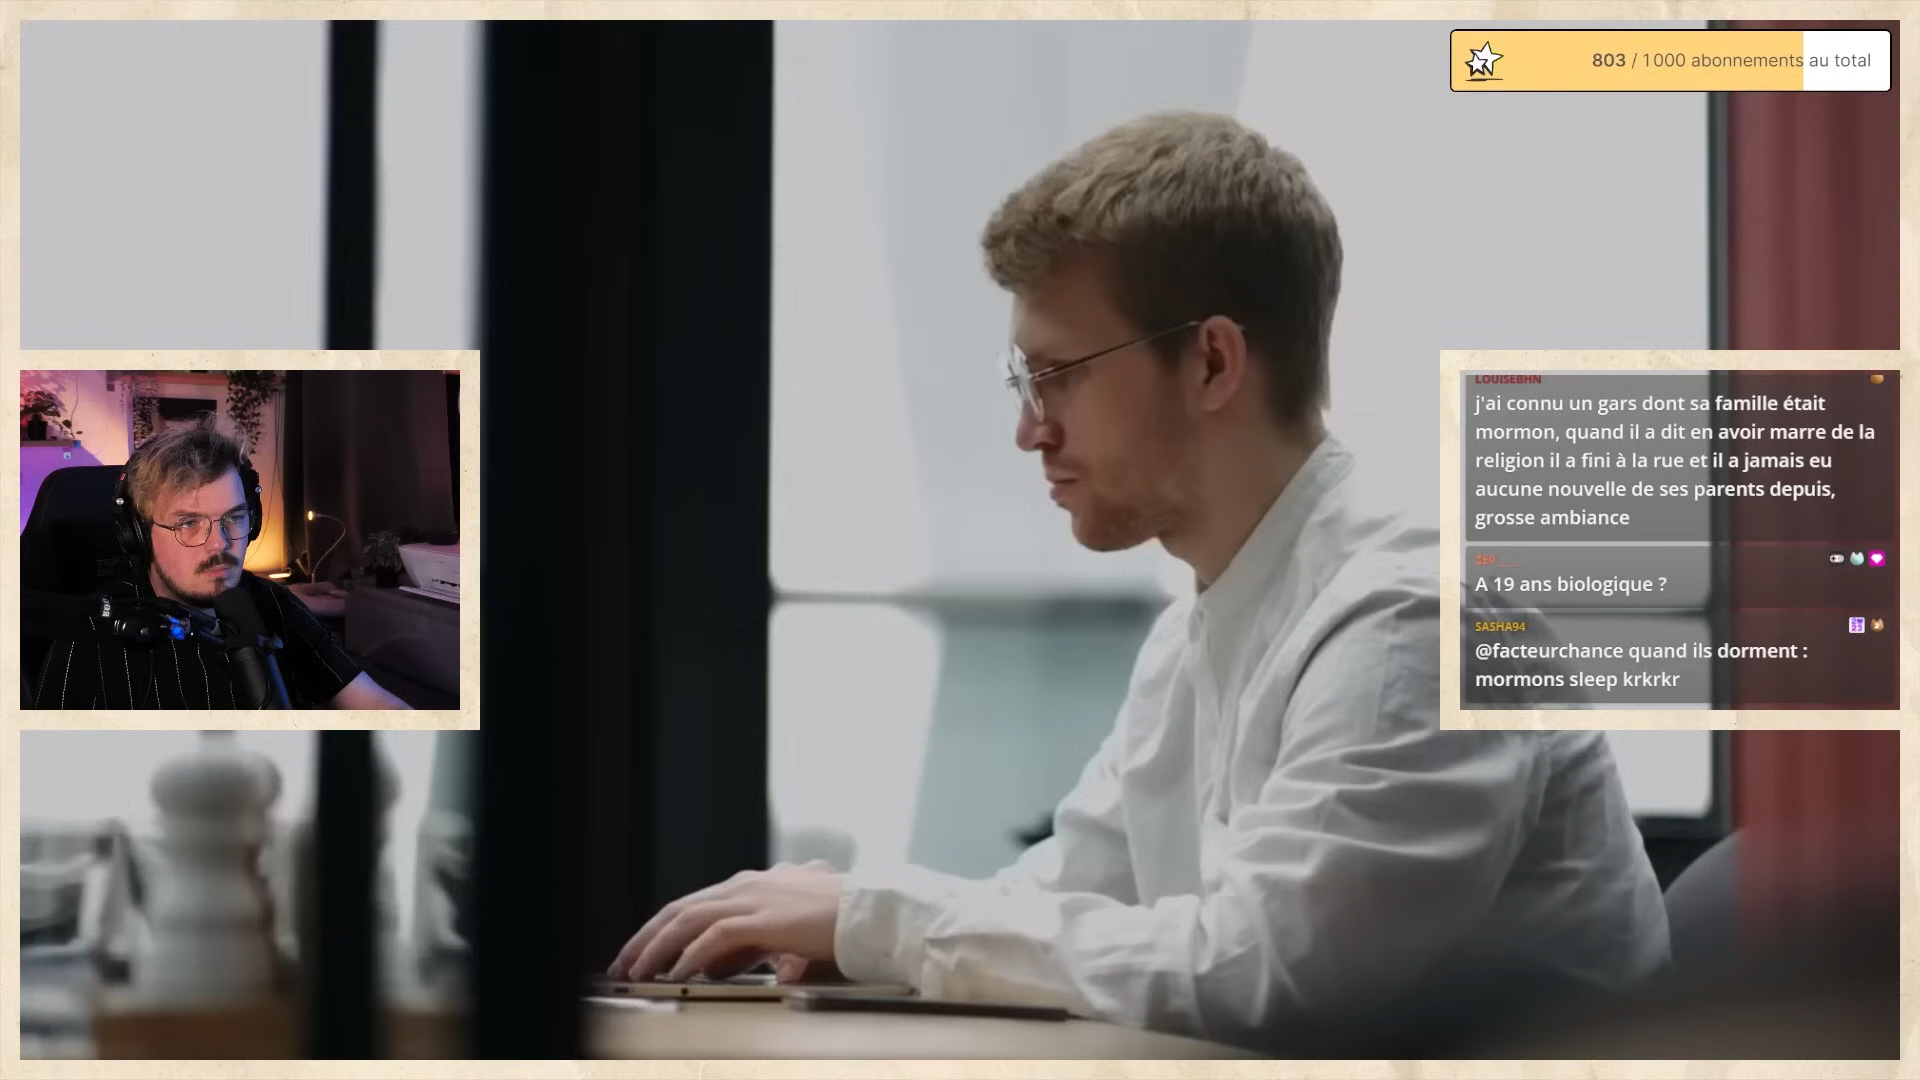 803 / 1000 abonnements au total
LOUISEBHN
j'ai connu un gars dont sa famille était
mormon, quand il a dit en avoir marre de la
religion il a fini à la rue et il a jamais eu
aucune nouvelle de ses parents depuis,
grosse ambiance
ZEP____
A 19 ans biologique ?
SASHA94
@facteurchance quand ils dorment :
mormons sleep krkrkr